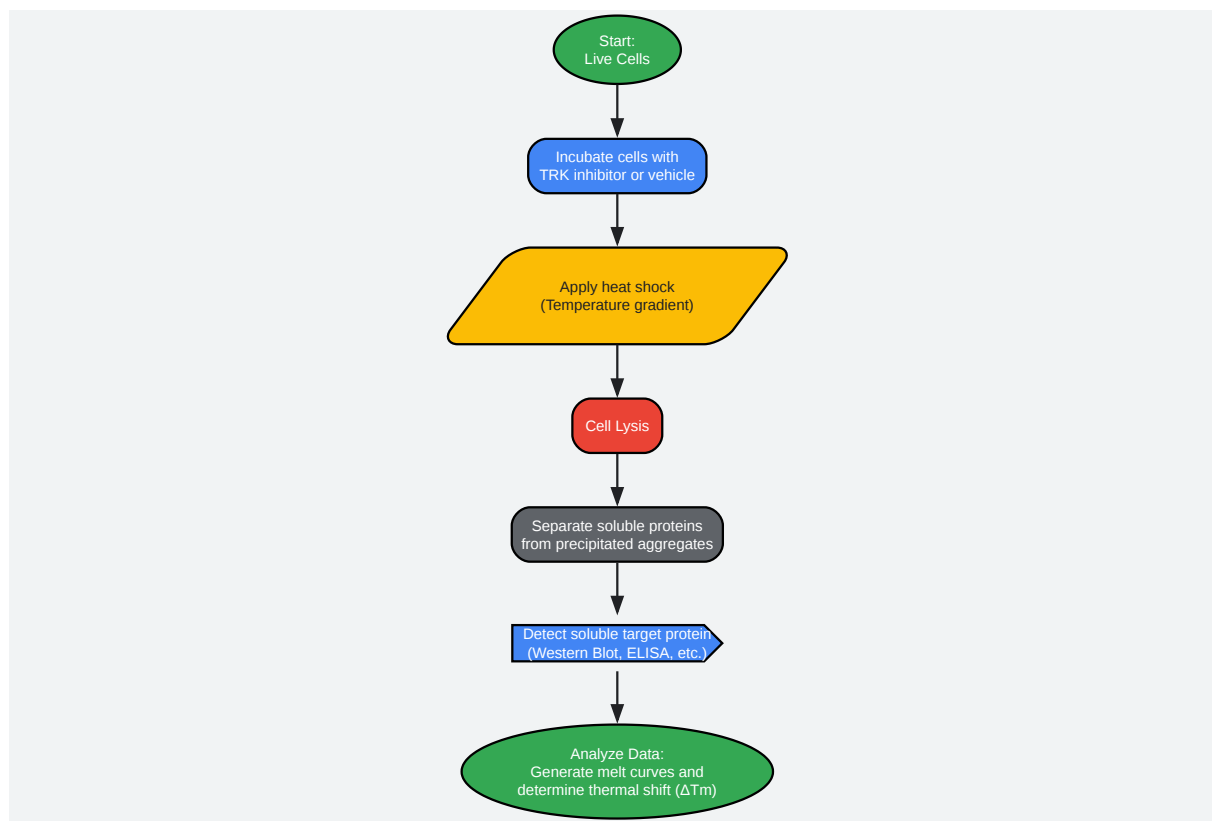 Start:
Live Cells
Incubate cells with
TRK inhibitor or vehicle
Apply heat shock
(Temperature gradient)
Cell Lysis
Separate soluble proteins
from precipitated aggregates
Detect soluble target protein
(Western Blot, ELISA, etc.)
Analyze Data:
Generate melt curves and
determine thermal shift (ΔTm)